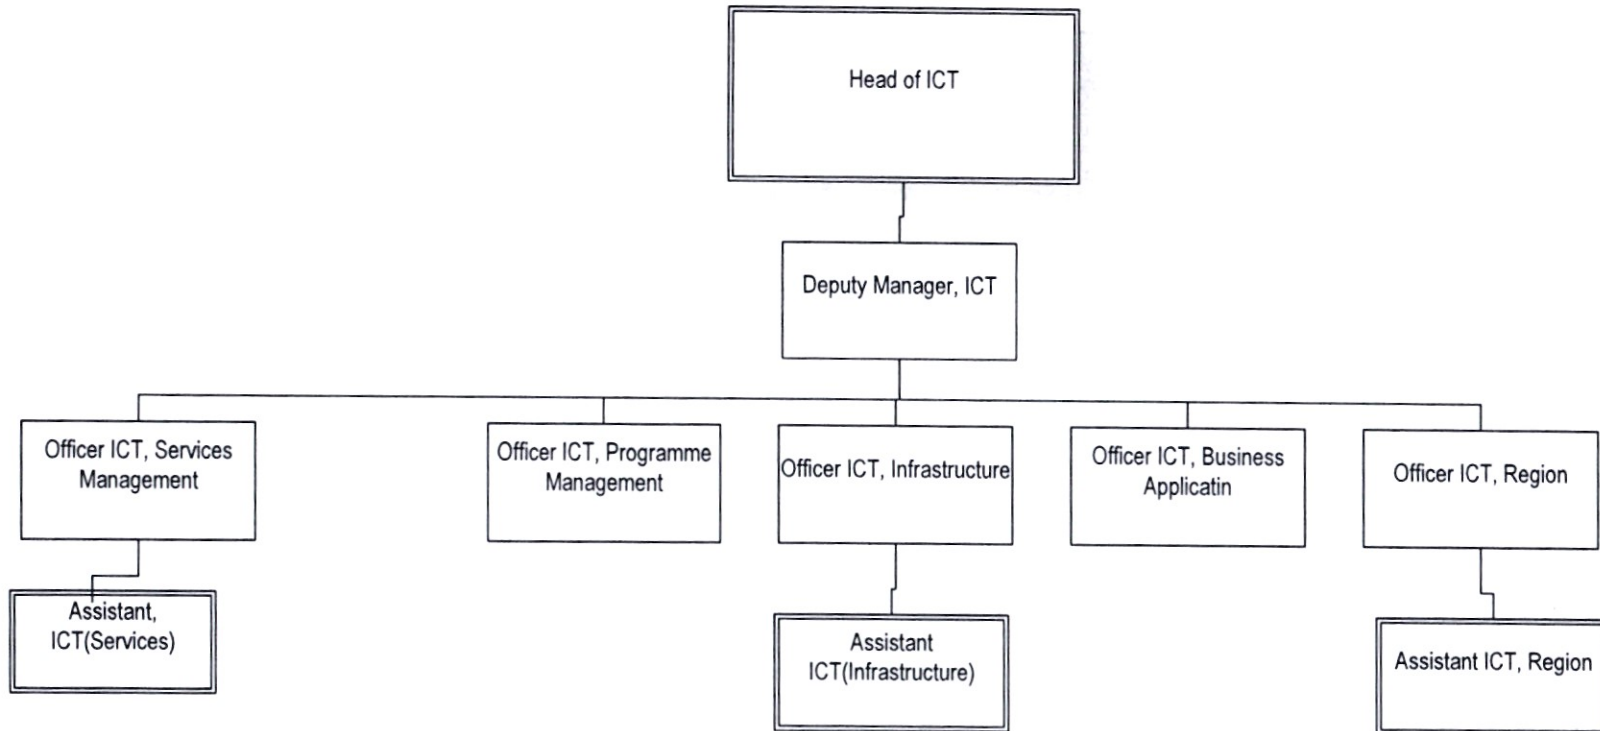 Head of ICT
Deputy Manager, ICT
Officer ICT, Services
Management
Officer ICT, Programme
Management
Officer ICT, Infrastructure
Officer ICT, Business
Applicatin
Officer ICT, Region
Assistant,
ICT(Services)
Assistant
ICT(Infrastructure)
Assistant ICT, Region